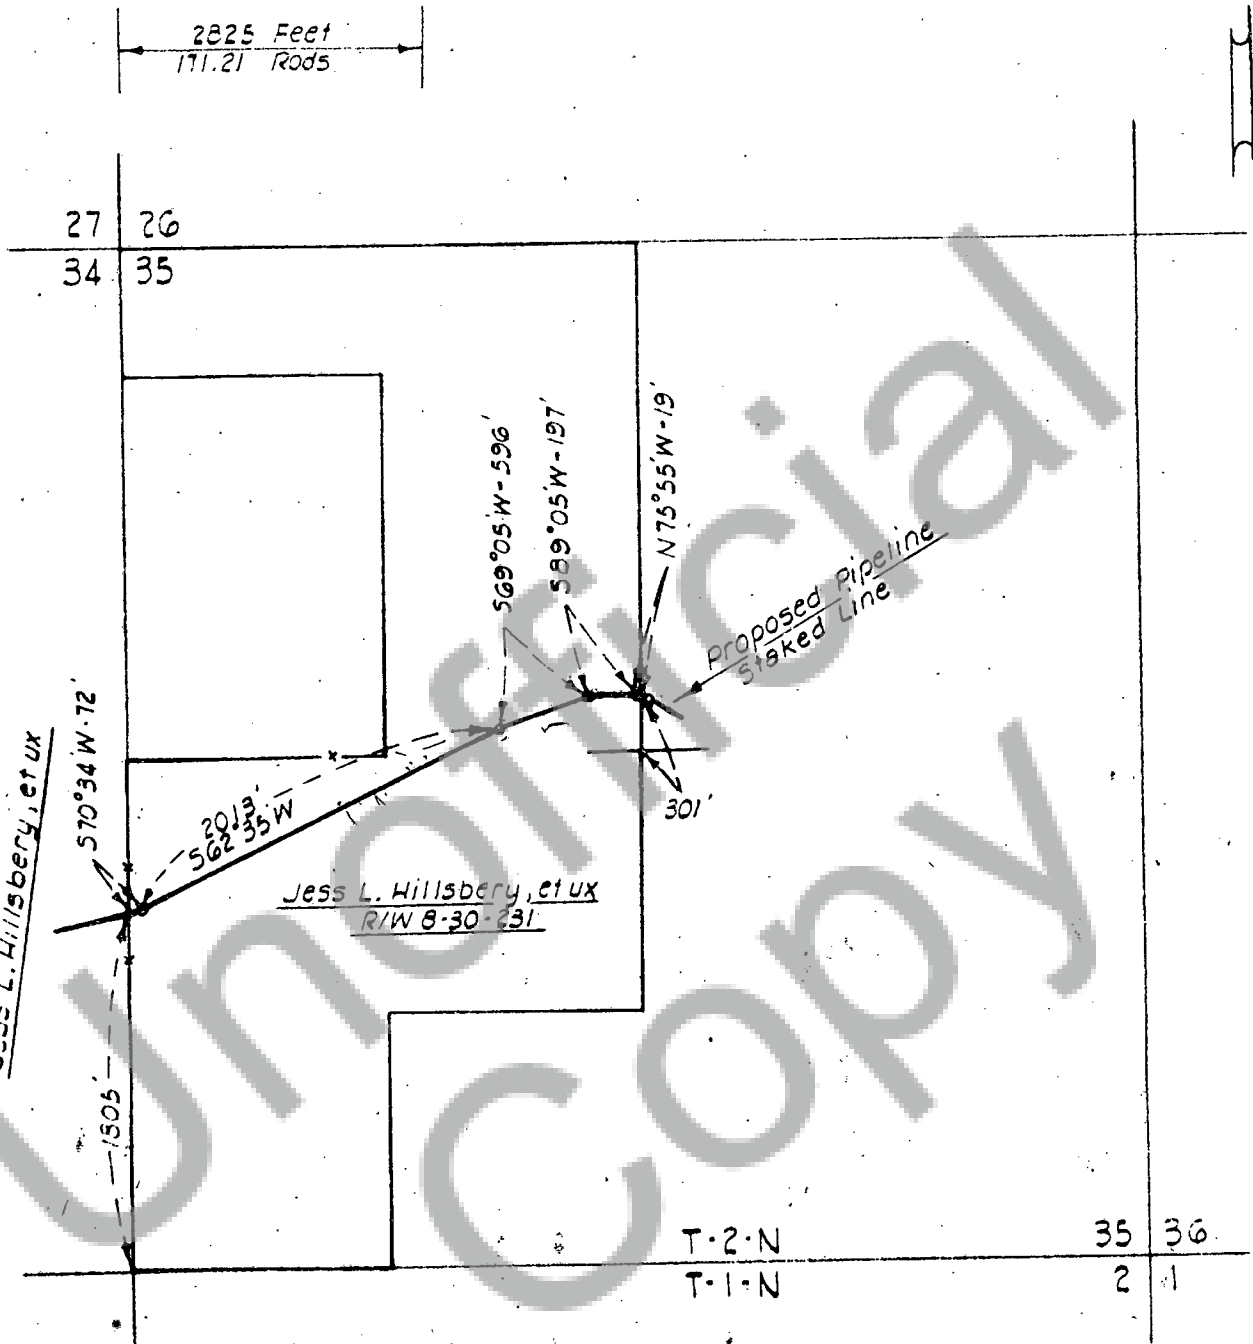 2825 Feet
171.21 Rods
27 26
34 35
S69°05'W-596'
S89°05'W-197'
N75°55'W-19'
Proposed Pipeline
Staked Line
S70°34'W-72'
2013'
S62°35'W
301'
Jess L. Hillsbery, et ux
R/W 8-30-231
L. Hillsbery, et ux
1805'
T-2-N
35 36
T-1-N
2 1
Unofficial
Copy